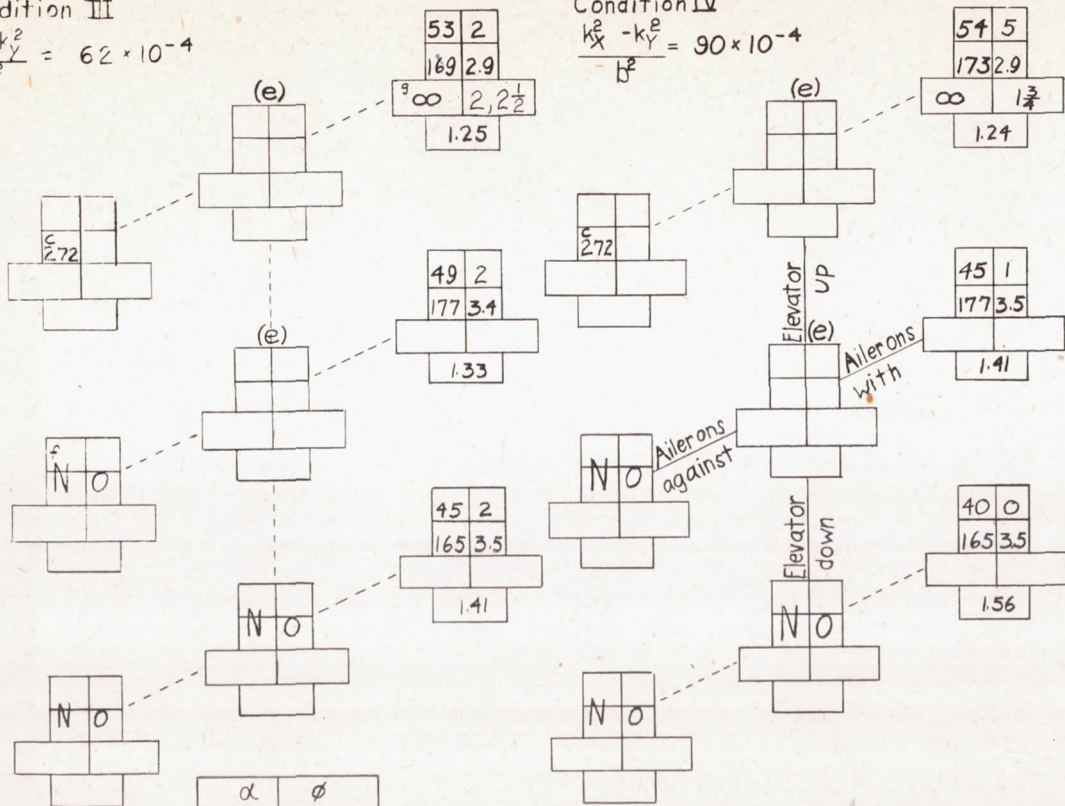 dition III
k²Y = 62 × 10⁻⁴
2
53 2
169 2.9
g ∞ 2, 2½
1.25
(e)
c
272
49 2
177 3.4
1.33
(e)
f
N O
45 2
165 3.5
1.41
N O
N O
α ϕ
Condition IV
k²X - k²Y = 90 × 10⁻⁴
b²
54 5
173 2.9
∞ 1¾
1.24
(e)
c
272
Elevator up
45 1
177 3.5
1.41
(e)
Ailerons with
Ailerons against
N O
Elevator down
40 0
165 3.5
1.56
N O
N O